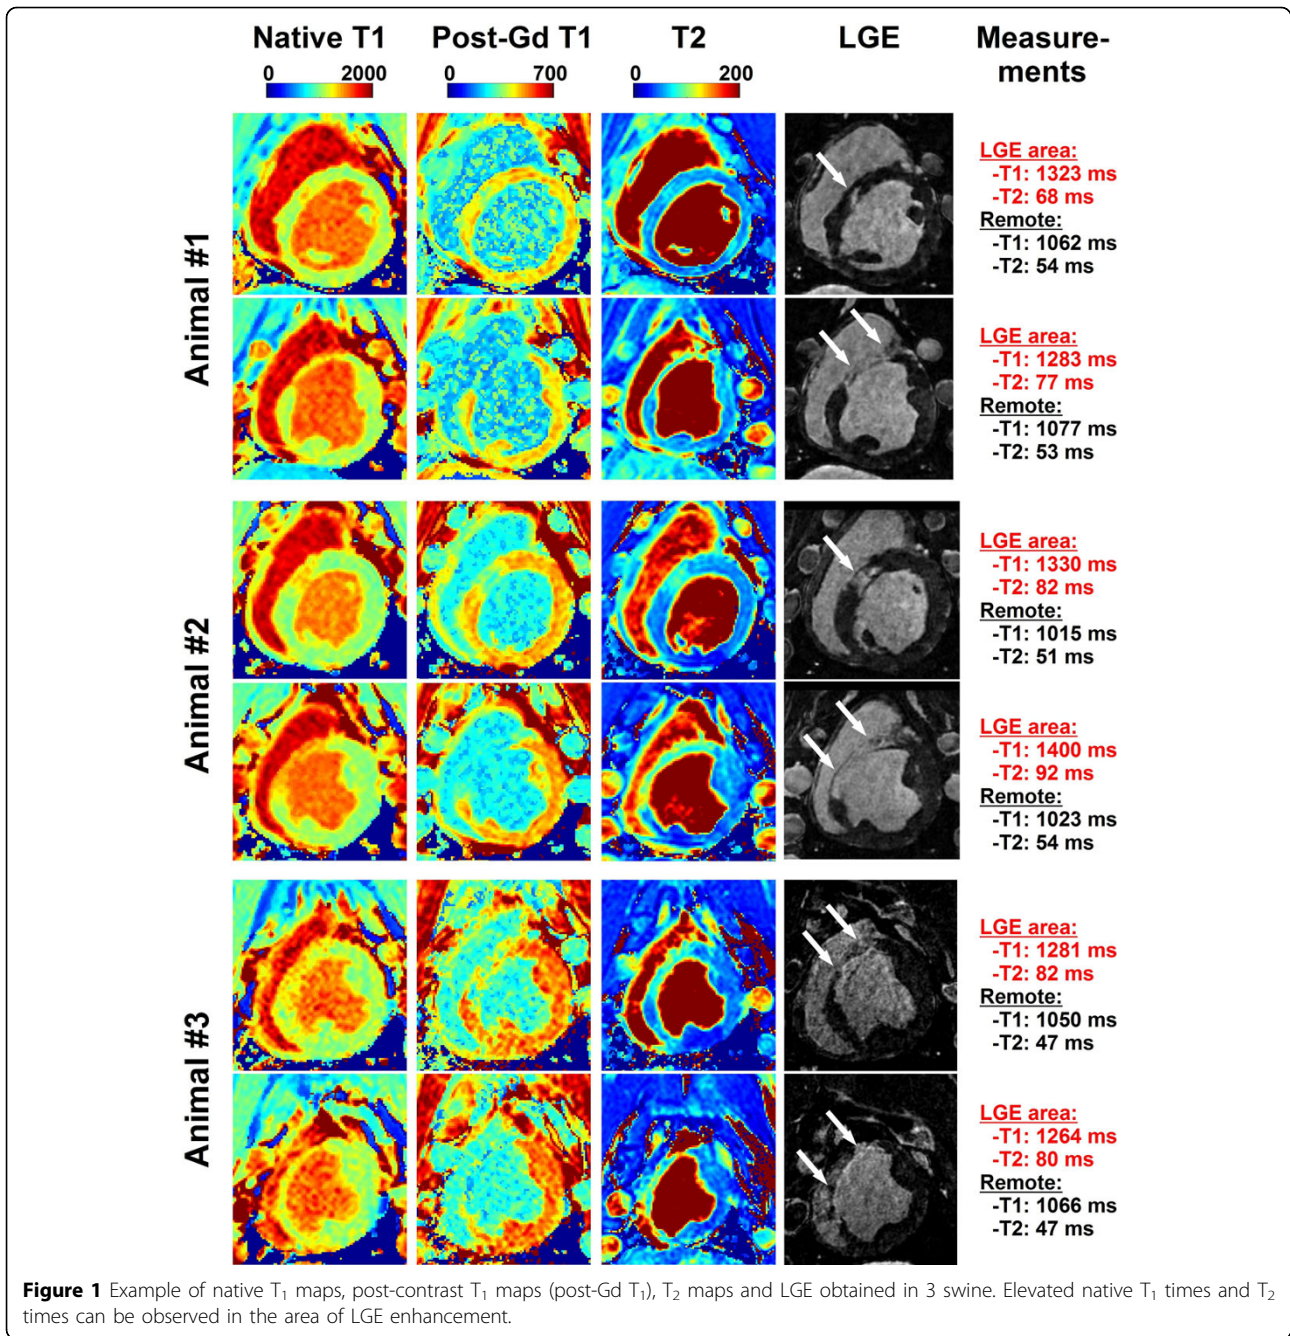 Native T1 Post-Gd T1 T2 LGE Measure-
ments
0 2000 0 700 0 200
Animal #1
LGE area:
-T1: 1323 ms
-T2: 68 ms
Remote:
-T1: 1062 ms
-T2: 54 ms
LGE area:
-T1: 1283 ms
-T2: 77 ms
Remote:
-T1: 1077 ms
-T2: 53 ms
Animal #2
LGE area:
-T1: 1330 ms
-T2: 82 ms
Remote:
-T1: 1015 ms
-T2: 51 ms
LGE area:
-T1: 1400 ms
-T2: 92 ms
Remote:
-T1: 1023 ms
-T2: 54 ms
Animal #3
LGE area:
-T1: 1281 ms
-T2: 82 ms
Remote:
-T1: 1050 ms
-T2: 47 ms
LGE area:
-T1: 1264 ms
-T2: 80 ms
Remote:
-T1: 1066 ms
-T2: 47 ms
Figure 1 Example of native T₁ maps, post-contrast T₁ maps (post-Gd T₁), T₂ maps and LGE obtained in 3 swine. Elevated native T₁ times and T₂
times can be observed in the area of LGE enhancement.